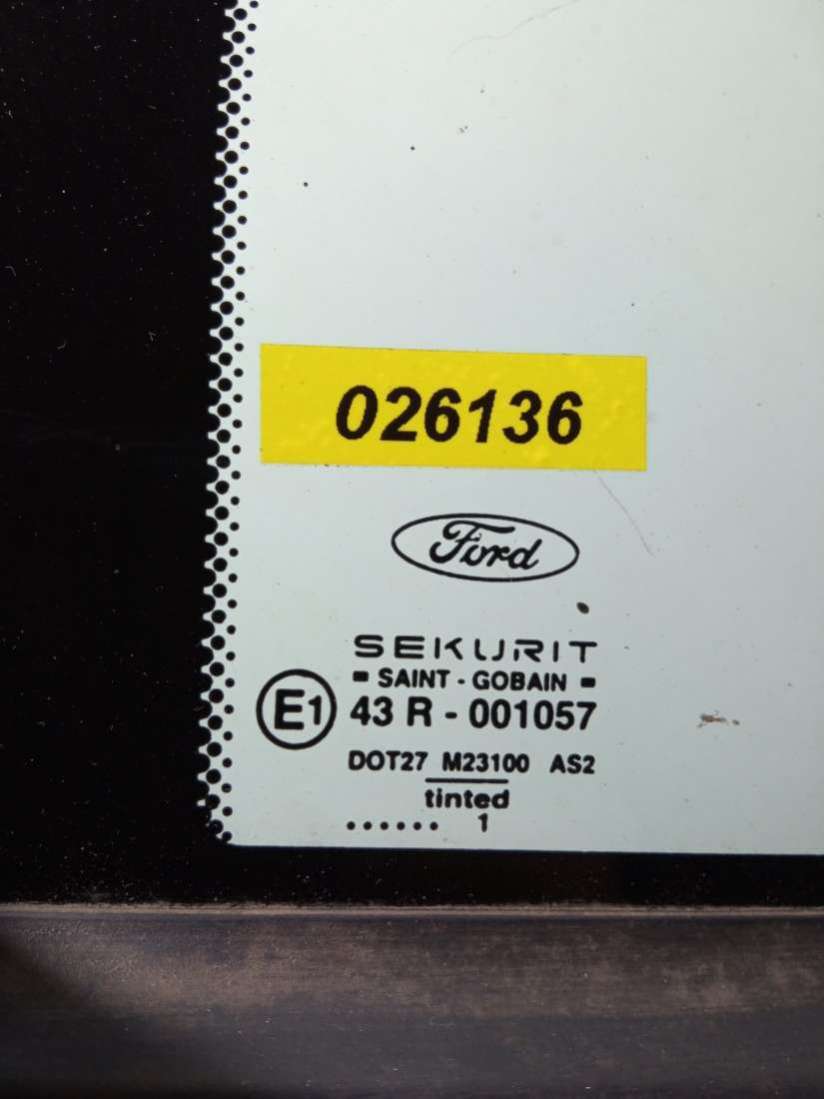 026136
Ford
SEKURIT
SAINT - GOBAIN
E1 43 R - 001057
DOT27 M23100 AS2
tinted
...... 1